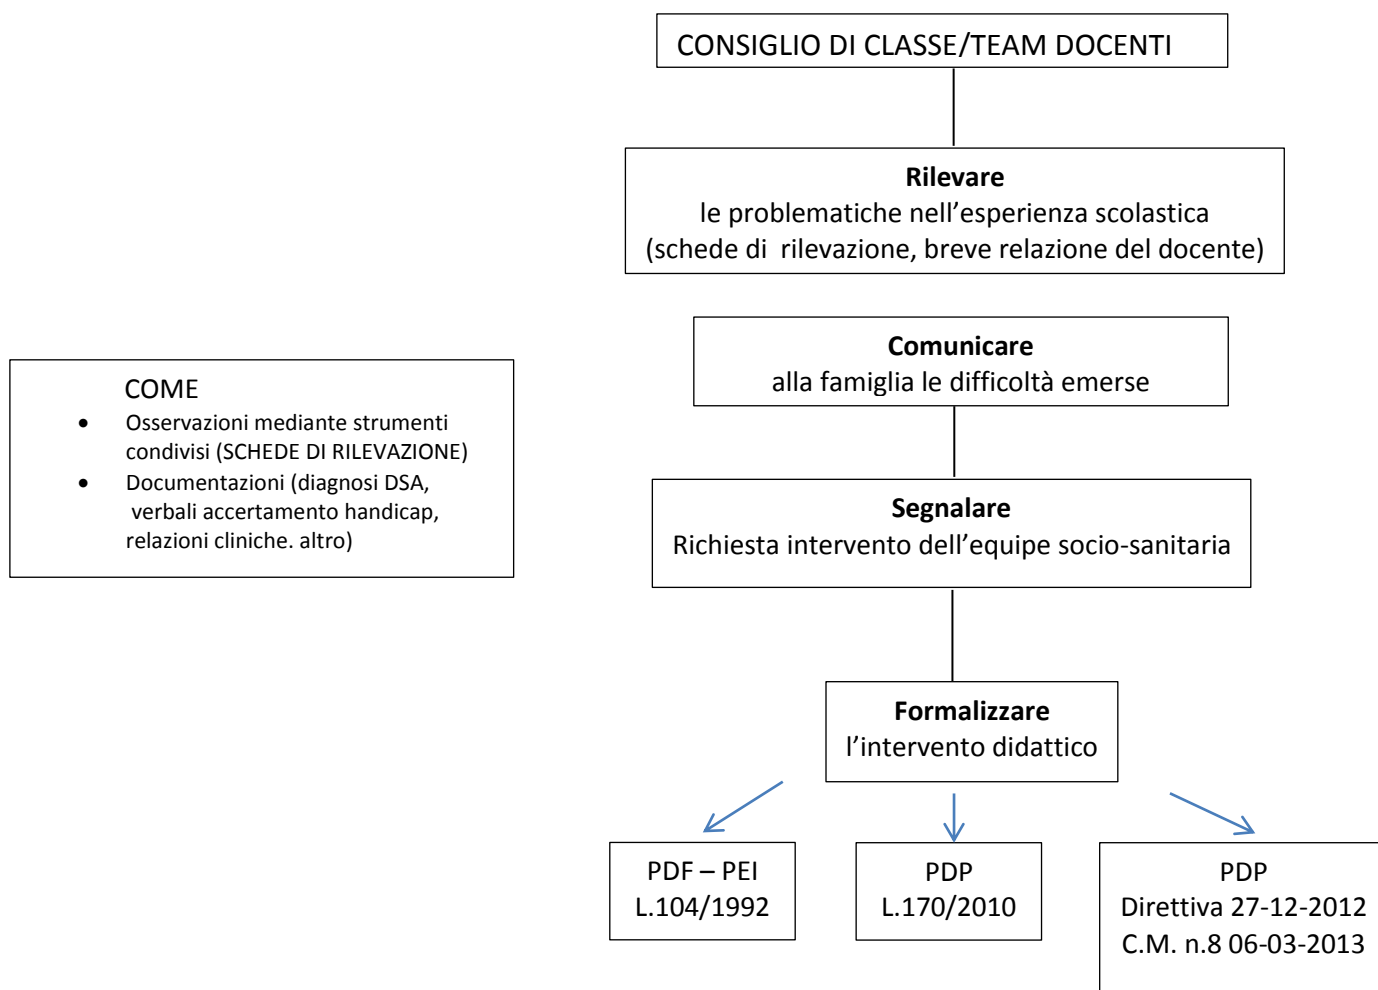 CONSIGLIO DI CLASSE/TEAM DOCENTI
Rilevare
le problematiche nell’esperienza scolastica
(schede di rilevazione, breve relazione del docente)
Comunicare
alla famiglia le difficoltà emerse
COME
• Osservazioni mediante strumenti
condivisi (SCHEDE DI RILEVAZIONE)
• Documentazioni (diagnosi DSA,
verbali accertamento handicap,
relazioni cliniche. altro)
Segnalare
Richiesta intervento dell’equipe socio-sanitaria
Formalizzare
l’intervento didattico
PDF – PEI
L.104/1992
PDP
L.170/2010
PDP
Direttiva 27-12-2012
C.M. n.8 06-03-2013